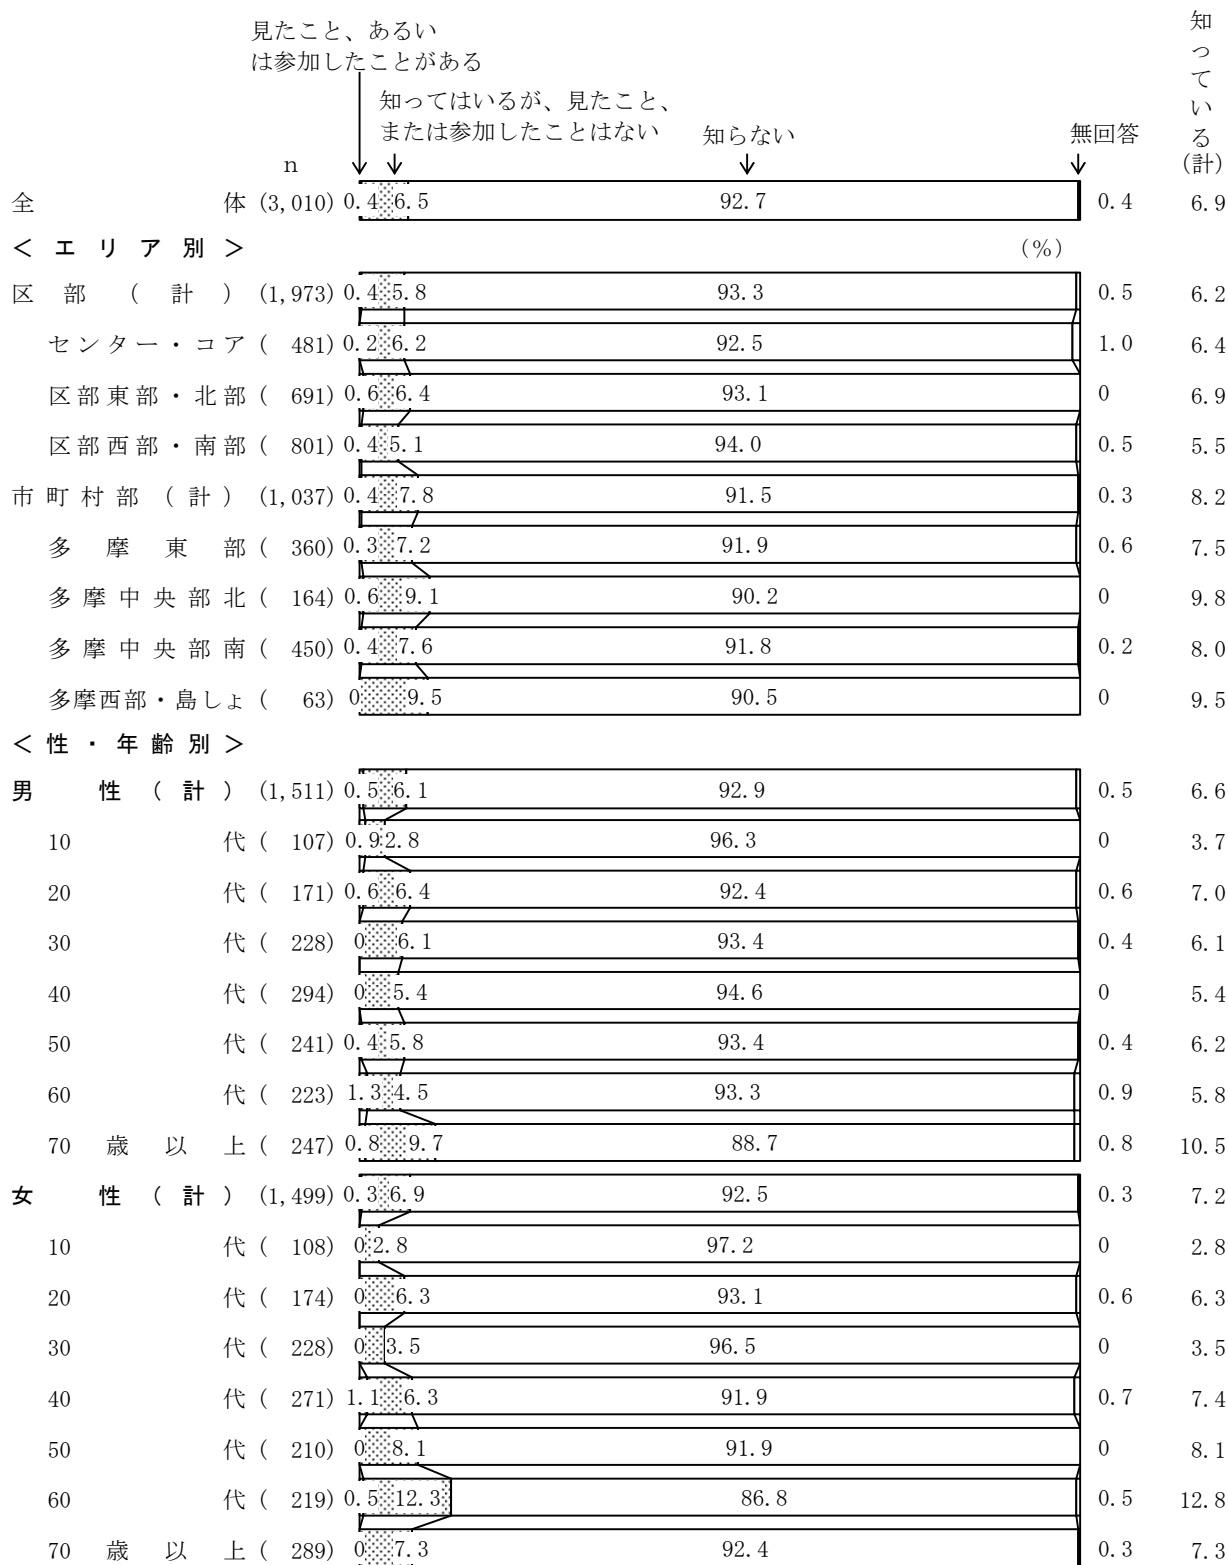 見たこと、あるい
は参加したことがある
知ってはいるが、見たこと、
または参加したことはない
知らない
無回答
知っている
(計)
n
全体 (3,010) 0.4 6.5 92.7 0.4 6.9
＜エリア別＞ (%)
区部（計） (1,973) 0.4 5.8 93.3 0.5 6.2
センター・コア ( 481) 0.2 6.2 92.5 1.0 6.4
区部東部・北部 ( 691) 0.6 6.4 93.1 0 6.9
区部西部・南部 ( 801) 0.4 5.1 94.0 0.5 5.5
市町村部（計） (1,037) 0.4 7.8 91.5 0.3 8.2
多摩東部 ( 360) 0.3 7.2 91.9 0.6 7.5
多摩中央部北 ( 164) 0.6 9.1 90.2 0 9.8
多摩中央部南 ( 450) 0.4 7.6 91.8 0.2 8.0
多摩西部・島しょ ( 63) 0 9.5 90.5 0 9.5
＜性・年齢別＞
男性（計） (1,511) 0.5 6.1 92.9 0.5 6.6
10代 ( 107) 0.9 2.8 96.3 0 3.7
20代 ( 171) 0.6 6.4 92.4 0.6 7.0
30代 ( 228) 0 6.1 93.4 0.4 6.1
40代 ( 294) 0 5.4 94.6 0 5.4
50代 ( 241) 0.4 5.8 93.4 0.4 6.2
60代 ( 223) 1.3 4.5 93.3 0.9 5.8
70歳以上 ( 247) 0.8 9.7 88.7 0.8 10.5
女性（計） (1,499) 0.3 6.9 92.5 0.3 7.2
10代 ( 108) 0 2.8 97.2 0 2.8
20代 ( 174) 0 6.3 93.1 0.6 6.3
30代 ( 228) 0 3.5 96.5 0 3.5
40代 ( 271) 1.1 6.3 91.9 0.7 7.4
50代 ( 210) 0 8.1 91.9 0 8.1
60代 ( 219) 0.5 12.3 86.8 0.5 12.8
70歳以上 ( 289) 0 7.3 92.4 0.3 7.3